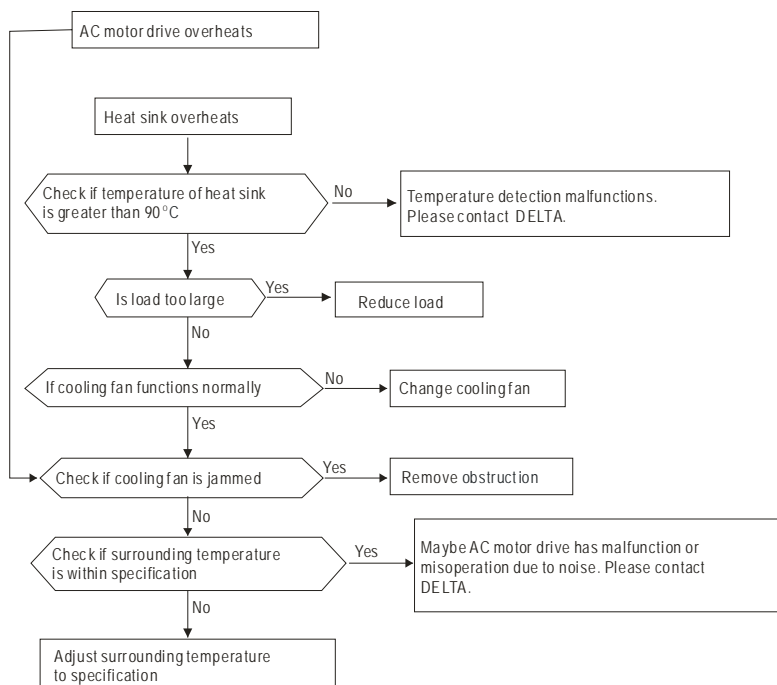 AC motor drive overheats
Heat sink overheats
Check if temperature of heat sink
is greater than 90°C
No
Temperature detection malfunctions.
Please contact DELTA.
Yes
Is load too large
Yes
Reduce load
No
If cooling fan functions normally
No
Change cooling fan
Yes
Check if cooling fan is jammed
Yes
Remove obstruction
No
Check if surrounding temperature
is within specification
Yes
Maybe AC motor drive has malfunction or
misoperation due to noise. Please contact
DELTA.
No
Adjust surrounding temperature
to specification